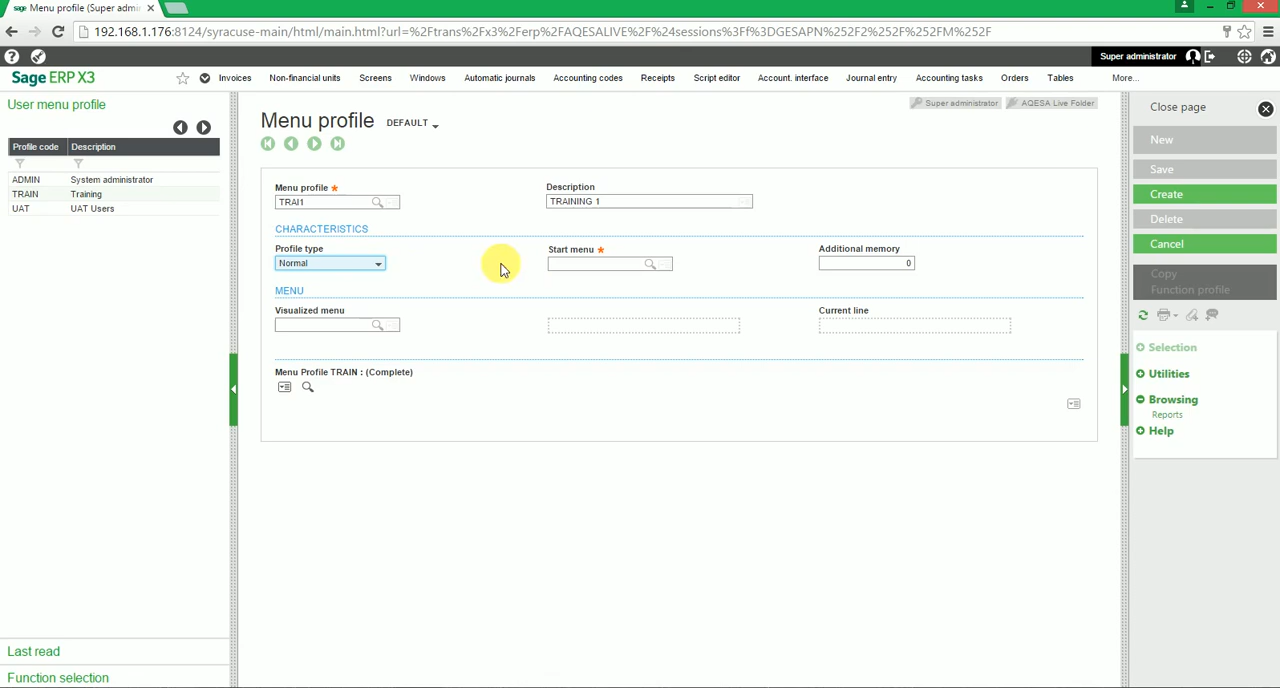 Menu profile (Super admi
192.168.1.176:8124/syracuse-main/html/main.html?url=%2Ftrans%2Fx3%2Ferp%2FAQESALIVE%2F%24sessions%3Ff%3DGESAPN%252F2%252F%252FM%252F
Super administrator
Sage ERP X3
Invoices
Non-financial units
Screens
Windows
Automatic journals
Accounting codes
Receipts
Script editor
Account. interface
Journal entry
Accounting tasks
Orders
Tables
More...
User menu profile
Profile code Description
ADMIN System administrator
TRAIN Training
UAT UAT Users
Last read
Function selection
Super administrator
AQESA Live Folder
Menu profile DEFAULT
Menu profile *
Description
TRAI1
TRAINING 1
CHARACTERISTICS
Profile type
Start menu *
Additional memory
Normal
0
MENU
Visualized menu
Current line
Menu Profile TRAIN : (Complete)
Close page
New
Save
Create
Delete
Cancel
Copy
Function profile
Selection
Utilities
Browsing
Reports
Help